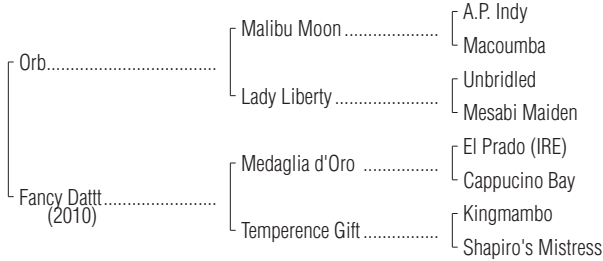 A.P. Indy
Malibu Moon
Macoumba
Orb
Unbridled
Lady Liberty
Mesabi Maiden
El Prado (IRE)
Medaglia d'Oro
Cappucino Bay
Fancy Dattt
(2010)
Kingmambo
Temperence Gift
Shapiro's Mistress